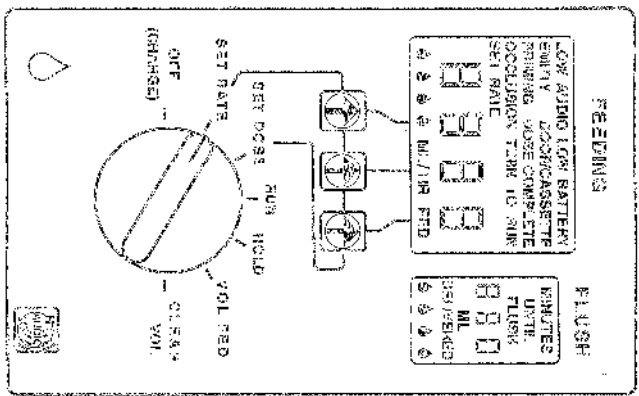 FEEDING
LOW AUDIO LOW BATTERY
EMPTY DOOR/CASSETTE
PRIMING DOSE COMPLETE
OCCLUSION TURN TO RUN
SET RATE
ML/HR FED
FLUSH
MINUTES
UNTIL
FLUSH
ML
DELIVERED
OFF
(CHARGE)
SET RATE
SET DOSE
RUN
HOLD
VOL FED
CLEAR
VOL